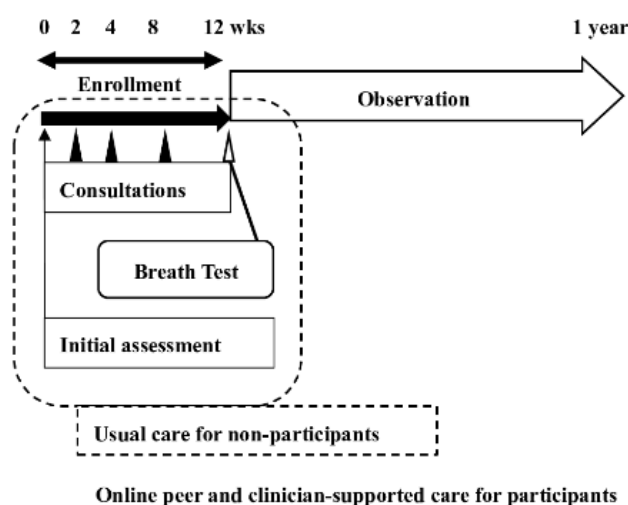 0 2 4 8 12 wks 1 year
Enrollment
Observation
Consultations
Breath Test
Initial assessment
Usual care for non-participants
Online peer and clinician-supported care for participants